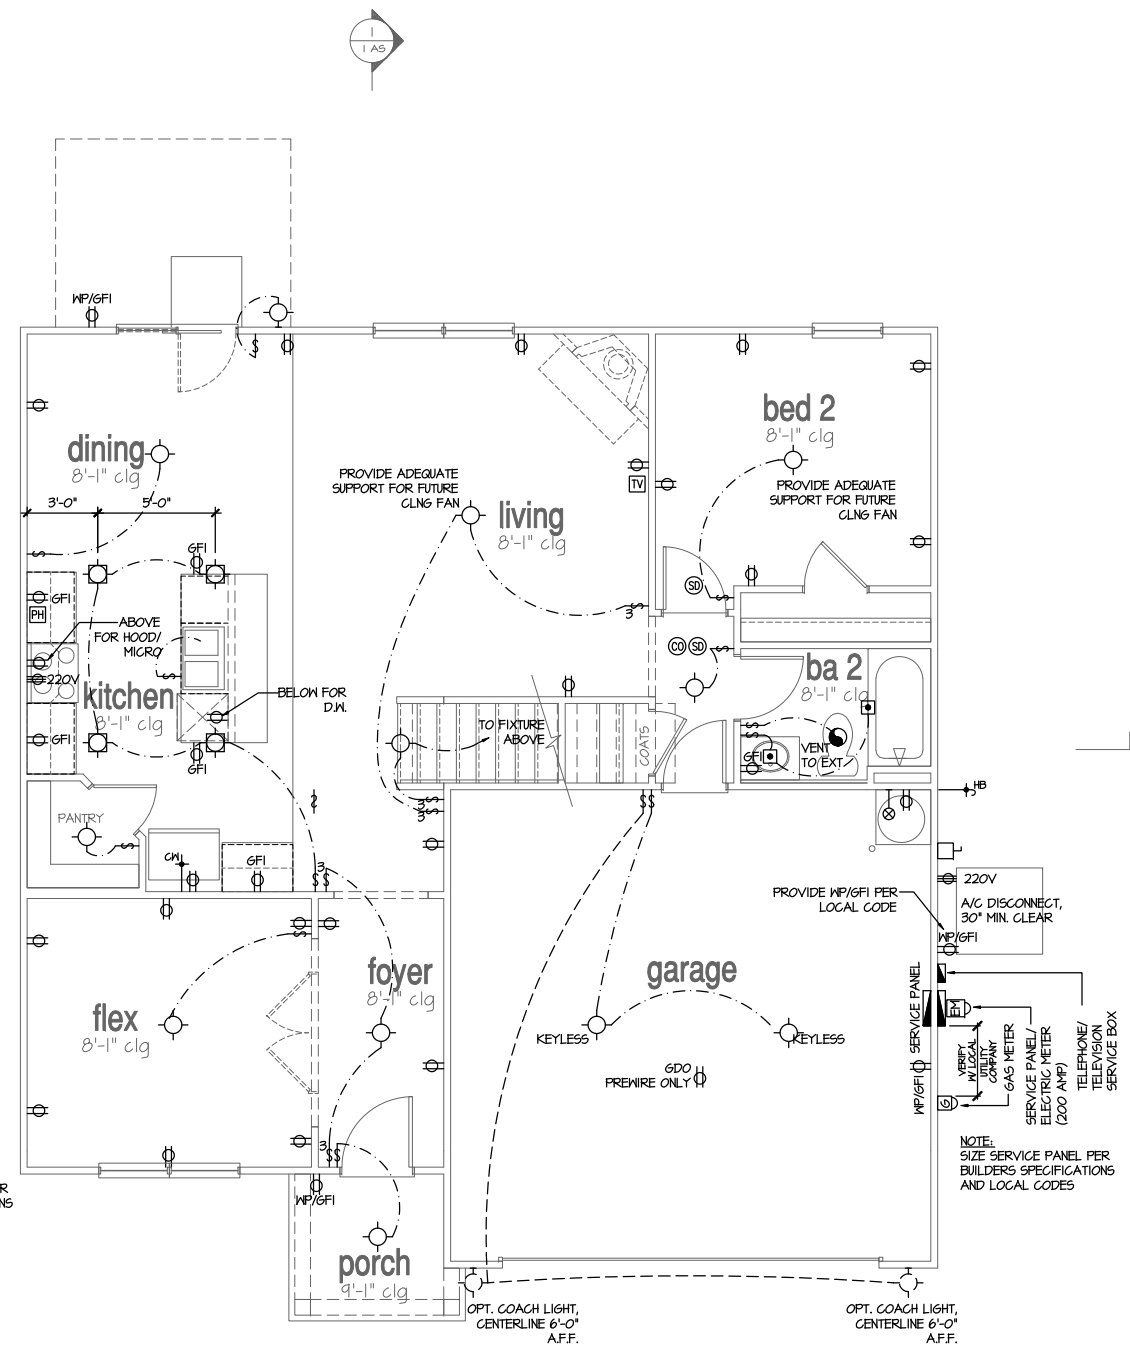 1
1 AS
WP/GFI
dining
8'-1" clg
3'-0"
5'-0"
GFI
GFI
PH
ABOVE
FOR HOOD/
MICRO
220V
kitchen
8'-1" clg
GFI
GFI
BELOW FOR
D.W.
PANTRY
CW
GFI
PROVIDE ADEQUATE
SUPPORT FOR FUTURE
CLNG FAN
living
8'-1" clg
TV
3
TO FIXTURE
ABOVE
COATS
3
3
bed 2
8'-1" clg
PROVIDE ADEQUATE
SUPPORT FOR FUTURE
CLNG FAN
SD
CO
SD
ba 2
8'-1" clg
GFI
VENT
TO EXT
HB
220V
A/C DISCONNECT,
30" MIN. CLEAR
PROVIDE WP/GFI PER
LOCAL CODE
WP/GFI
3
flex
8'-1" clg
foyer
8'-1" clg
3
WP/GFI
porch
9'-1" clg
garage
KEYLESS
KEYLESS
GDO
PREWIRE ONLY
SERVICE PANEL
WP/GFI
EM
G
VERIFY
W/ LOCAL
UTILITY
COMPANY
GAS METER
SERVICE PANEL/
ELECTRIC METER
(200 AMP)
TELEPHONE/
TELEVISION
SERVICE BOX
NOTE:
SIZE SERVICE PANEL PER
BUILDERS SPECIFICATIONS
AND LOCAL CODES
R
NS
OPT. COACH LIGHT,
CENTERLINE 6'-0"
A.F.F.
OPT. COACH LIGHT,
CENTERLINE 6'-0"
A.F.F.